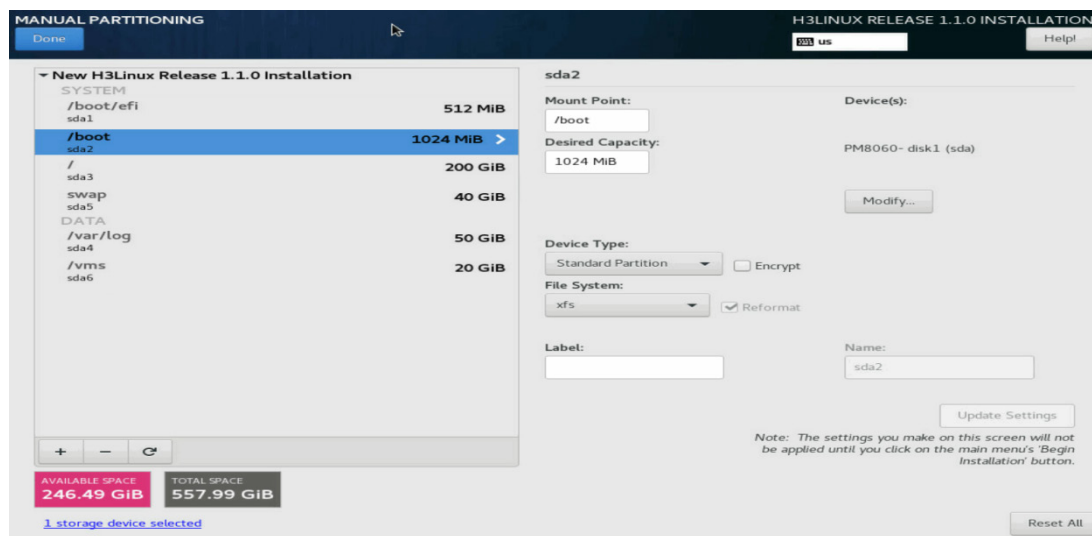 MANUAL PARTITIONING
H3LINUX RELEASE 1.1.0 INSTALLATION
Done
us
Help!
New H3Linux Release 1.1.0 Installation
SYSTEM
/boot/efi
512 MiB
sda1
/boot
1024 MiB
sda2
/
200 GiB
sda3
swap
40 GiB
sda5
DATA
/var/log
50 GiB
sda4
/vms
20 GiB
sda6
AVAILABLE SPACE
246.49 GiB
TOTAL SPACE
557.99 GiB
1 storage device selected
sda2
Mount Point:
/boot
Desired Capacity:
1024 MiB
Device(s):
PM8060- disk1 (sda)
Modify...
Device Type:
Standard Partition
Encrypt
File System:
xfs
Reformat
Label:
Name:
sda2
Update Settings
Note: The settings you make on this screen will not
be applied until you click on the main menu's 'Begin
Installation' button.
Reset All